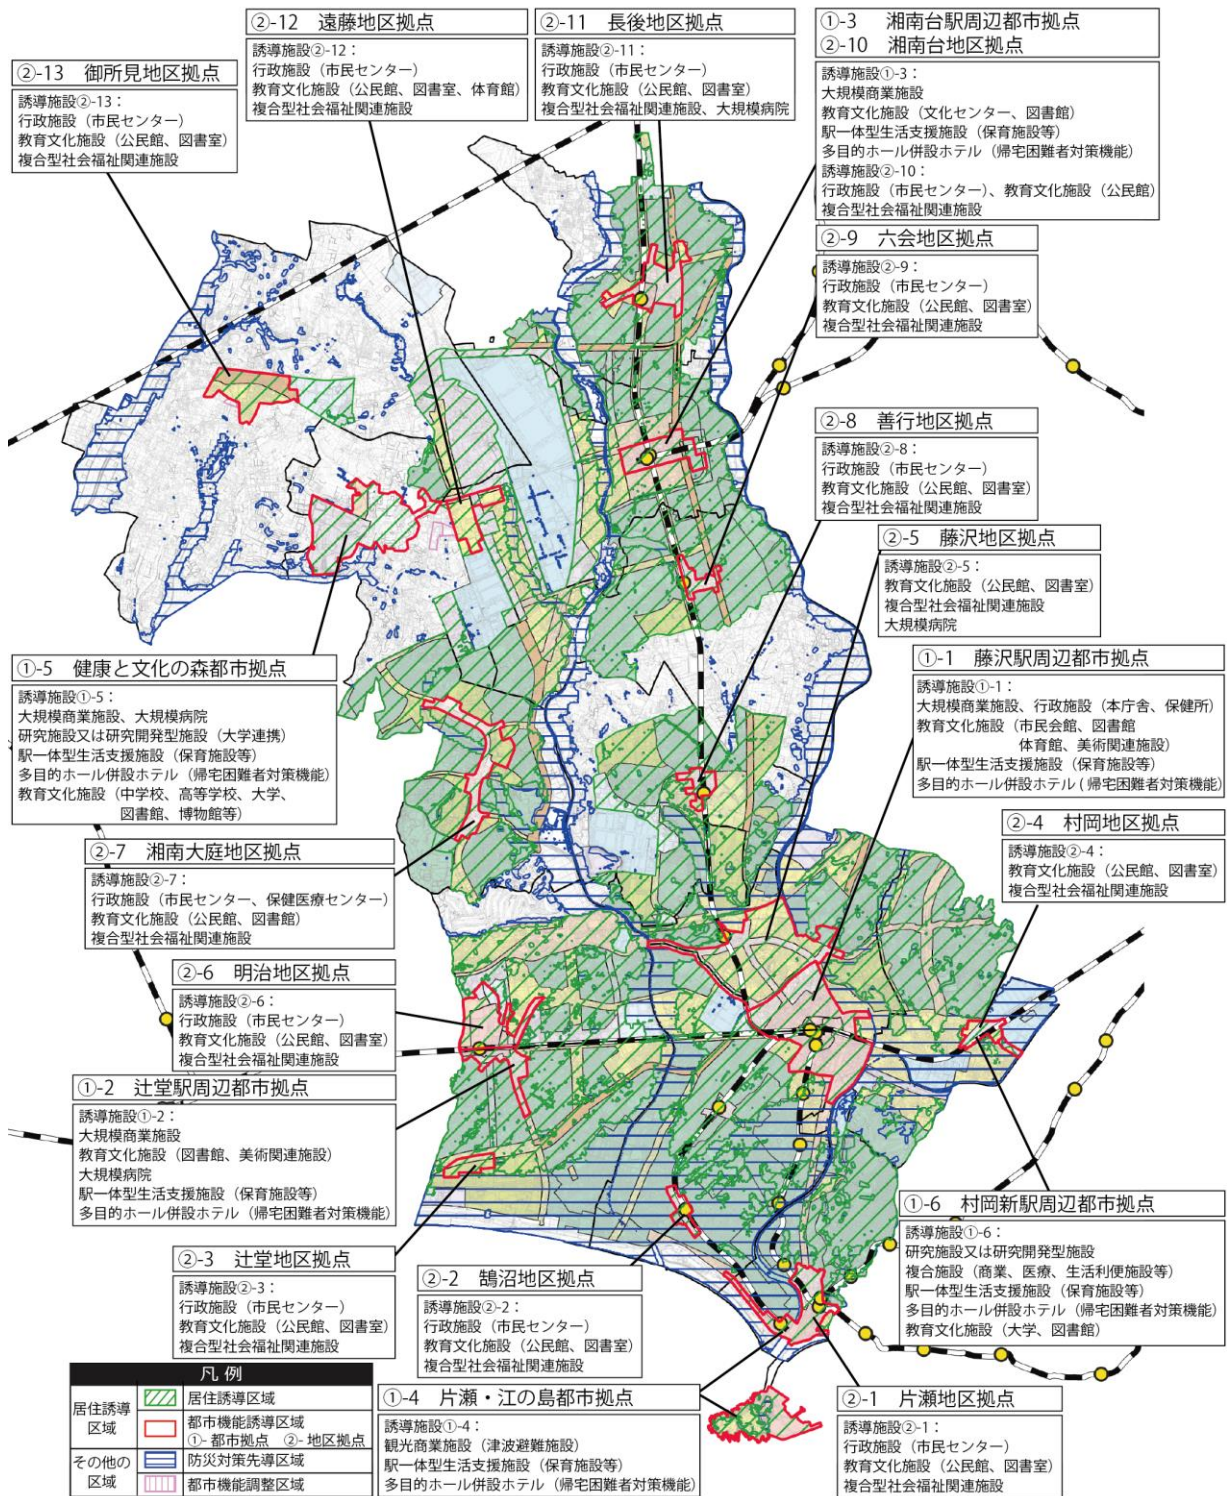 ②-12　遠藤地区拠点
誘導施設②-12：
行政施設（市民センター）
教育文化施設（公民館、図書室、体育館）
複合型社会福祉関連施設
②-11　長後地区拠点
誘導施設②-11：
行政施設（市民センター）
教育文化施設（公民館、図書室）
複合型社会福祉関連施設、大規模病院
①-3　湘南台駅周辺都市拠点
②-10　湘南台地区拠点
誘導施設①-3：
大規模商業施設
教育文化施設（文化センター、図書館）
駅一体型生活支援施設（保育施設等）
多目的ホール併設ホテル（帰宅困難者対策機能）
誘導施設②-10：
行政施設（市民センター）、教育文化施設（公民館）
複合型社会福祉関連施設
②-13　御所見地区拠点
誘導施設②-13：
行政施設（市民センター）
教育文化施設（公民館、図書室）
複合型社会福祉関連施設
②-9　六会地区拠点
誘導施設②-9：
行政施設（市民センター）
教育文化施設（公民館、図書室）
複合型社会福祉関連施設
②-8　善行地区拠点
誘導施設②-8：
行政施設（市民センター）
教育文化施設（公民館、図書室）
複合型社会福祉関連施設
②-5　藤沢地区拠点
誘導施設②-5：
教育文化施設（公民館、図書室）
複合型社会福祉関連施設
大規模病院
①-5　健康と文化の森都市拠点
誘導施設①-5：
大規模商業施設、大規模病院
研究施設又は研究開発型施設（大学連携）
駅一体型生活支援施設（保育施設等）
多目的ホール併設ホテル（帰宅困難者対策機能）
教育文化施設（中学校、高等学校、大学、
図書館、博物館等）
①-1　藤沢駅周辺都市拠点
誘導施設①-1：
大規模商業施設、行政施設（本庁舎、保健所）
教育文化施設（市民会館、図書館
体育館、美術関連施設）
駅一体型生活支援施設（保育施設等）
多目的ホール併設ホテル(帰宅困難者対策機能)
②-4　村岡地区拠点
誘導施設②-4：
教育文化施設（公民館、図書室）
複合型社会福祉関連施設
②-7　湘南大庭地区拠点
誘導施設②-7：
行政施設（市民センター、保健医療センター）
教育文化施設（公民館、図書館）
複合型社会福祉関連施設
②-6　明治地区拠点
誘導施設②-6：
行政施設（市民センター）
教育文化施設（公民館、図書室）
複合型社会福祉関連施設
①-2　辻堂駅周辺都市拠点
誘導施設①-2：
大規模商業施設
教育文化施設（図書館、美術関連施設）
大規模病院
駅一体型生活支援施設（保育施設等）
多目的ホール併設ホテル（帰宅困難者対策機能）
①-6　村岡新駅周辺都市拠点
誘導施設①-6：
研究施設又は研究開発型施設
複合施設（商業、医療、生活利便施設等）
駅一体型生活支援施設（保育施設等）
多目的ホール併設ホテル（帰宅困難者対策機能）
教育文化施設（大学、図書館）
②-3　辻堂地区拠点
誘導施設②-3：
行政施設（市民センター）
教育文化施設（公民館、図書室）
複合型社会福祉関連施設
②-2　鵠沼地区拠点
誘導施設②-2：
行政施設（市民センター）
教育文化施設（公民館、図書室）
複合型社会福祉関連施設
①-4　片瀬・江の島都市拠点
誘導施設①-4：
観光商業施設（津波避難施設）
駅一体型生活支援施設（保育施設等）
多目的ホール併設ホテル（帰宅困難者対策機能）
②-1　片瀬地区拠点
誘導施設②-1：
行政施設（市民センター）
教育文化施設（公民館、図書室）
複合型社会福祉関連施設
凡例
居住誘導
区域
居住誘導区域
都市機能誘導区域
①-都市拠点　②-地区拠点
その他の
区域
防災対策先導区域
都市機能調整区域